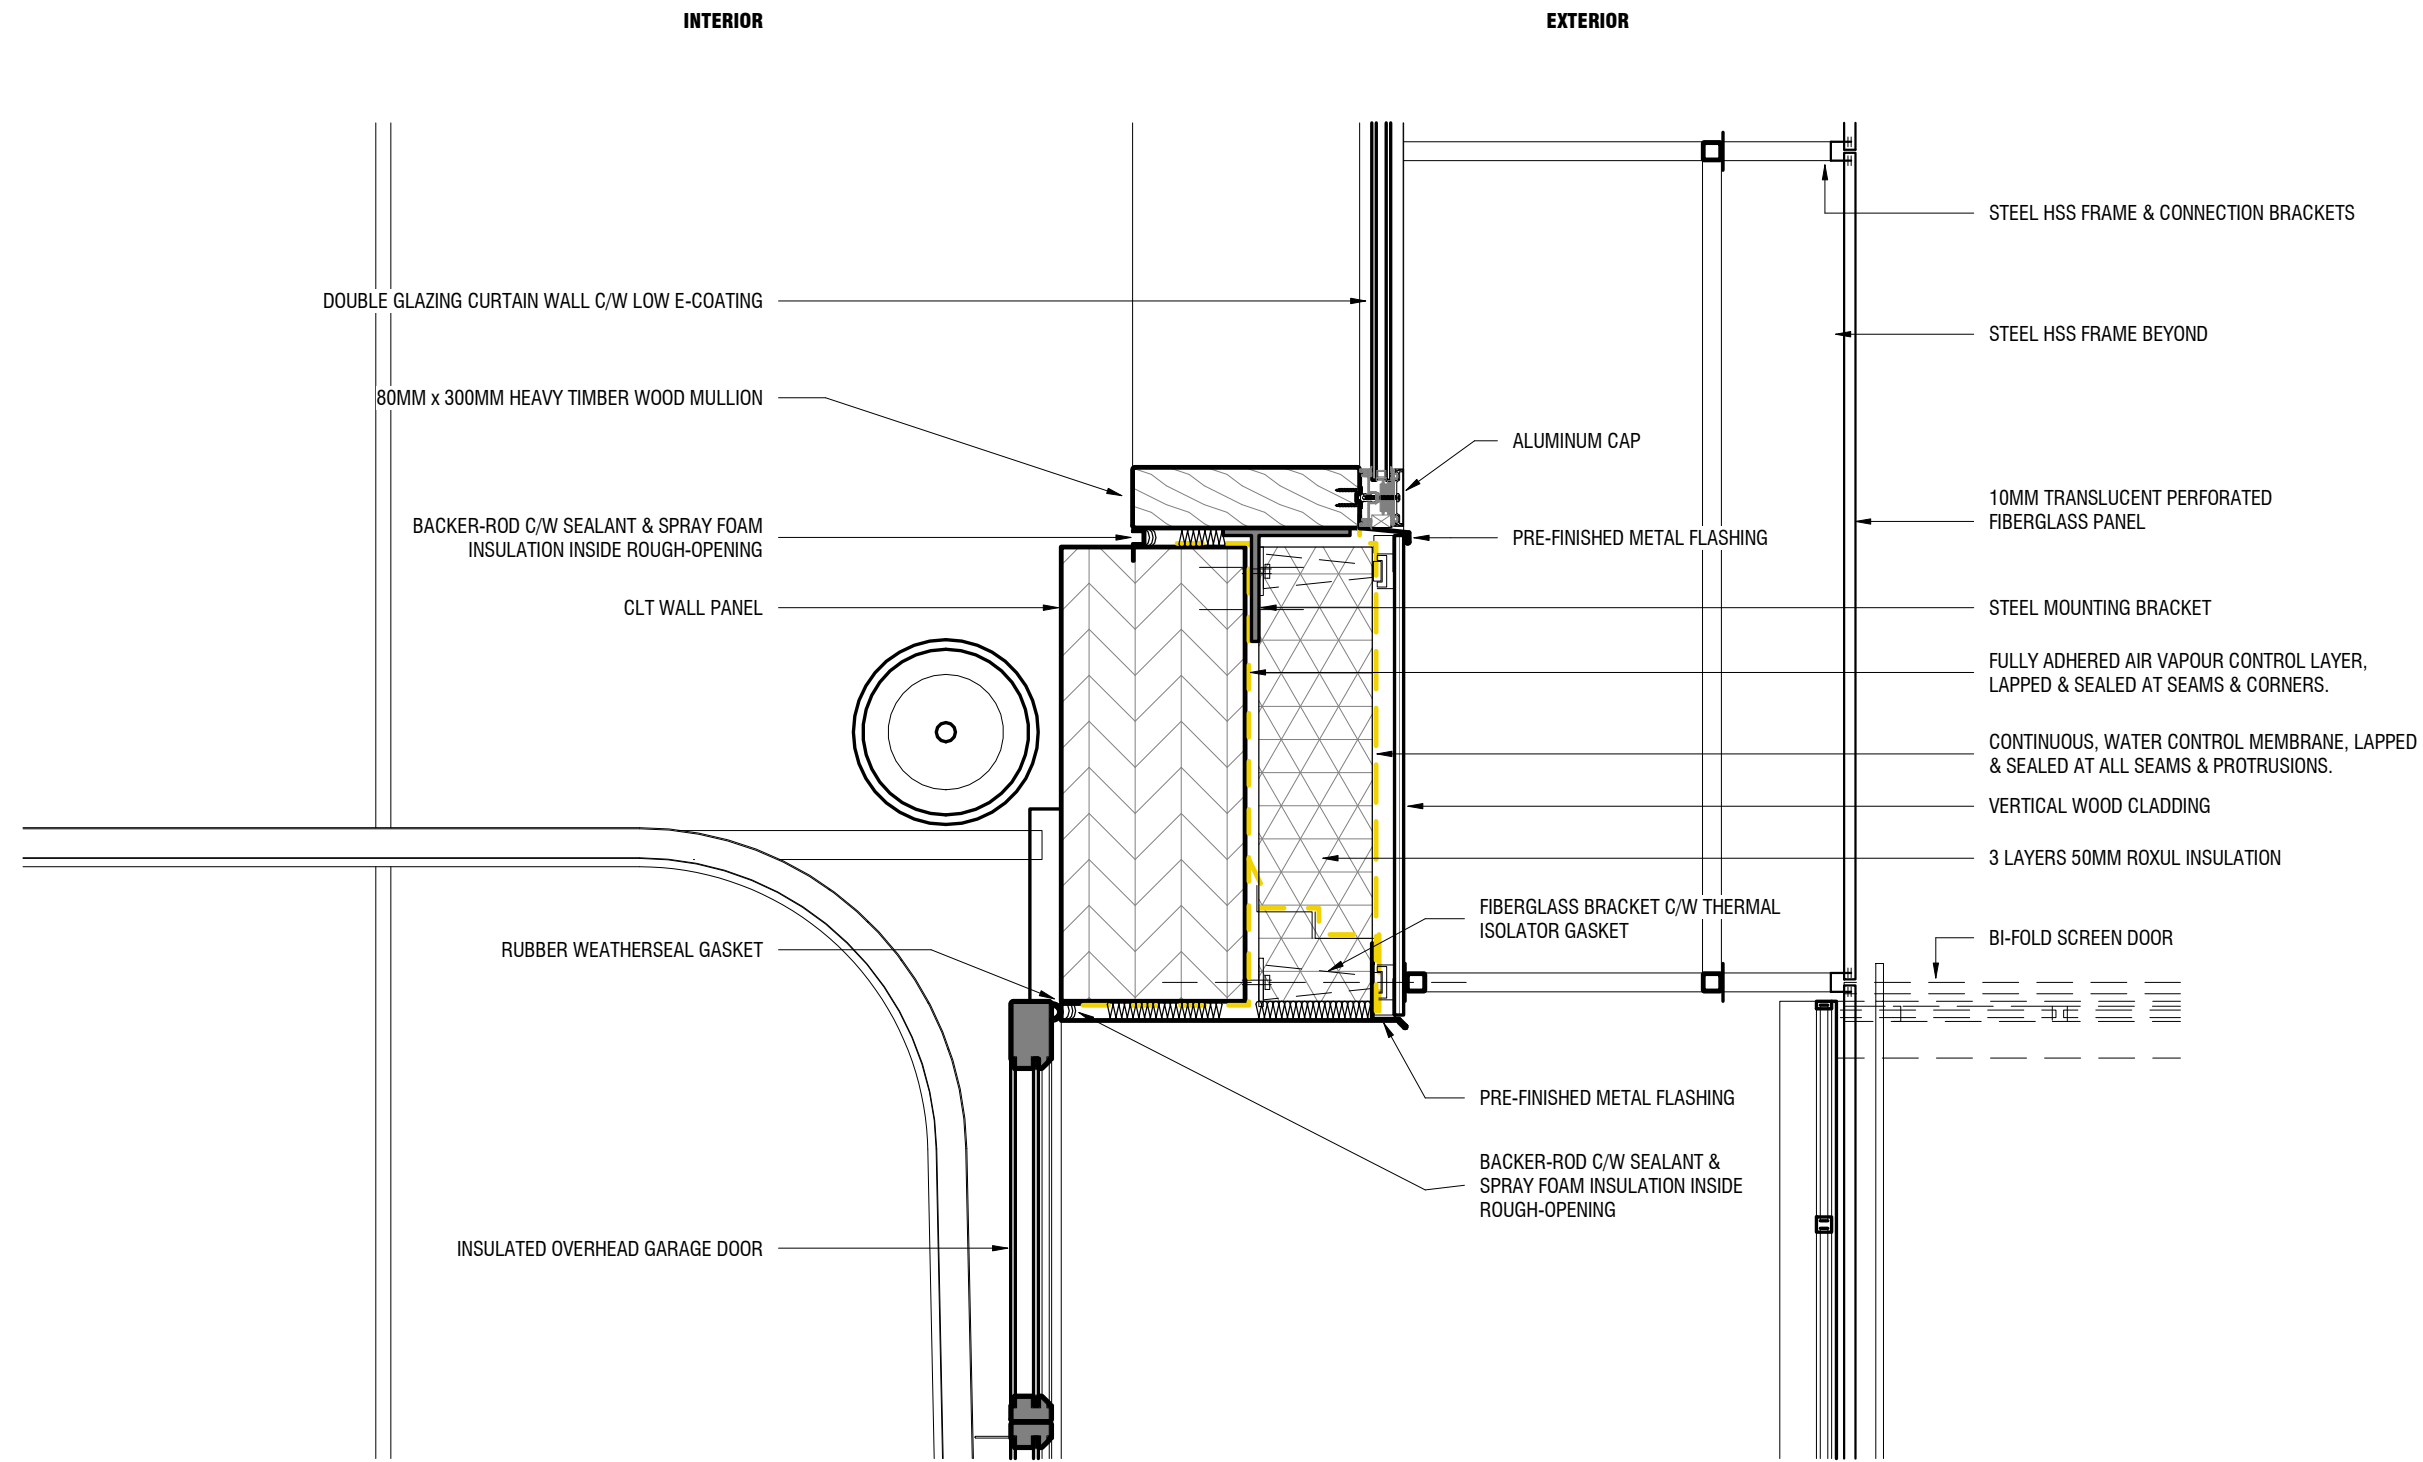 INTERIOR
EXTERIOR
DOUBLE GLAZING CURTAIN WALL C/W LOW E-COATING
80MM x 300MM HEAVY TIMBER WOOD MULLION
BACKER-ROD C/W SEALANT & SPRAY FOAM
INSULATION INSIDE ROUGH-OPENING
CLT WALL PANEL
RUBBER WEATHERSEAL GASKET
INSULATED OVERHEAD GARAGE DOOR
ALUMINUM CAP
PRE-FINISHED METAL FLASHING
FIBERGLASS BRACKET C/W THERMAL
ISOLATOR GASKET
PRE-FINISHED METAL FLASHING
BACKER-ROD C/W SEALANT &
SPRAY FOAM INSULATION INSIDE
ROUGH-OPENING
STEEL HSS FRAME & CONNECTION BRACKETS
STEEL HSS FRAME BEYOND
10MM TRANSLUCENT PERFORATED
FIBERGLASS PANEL
STEEL MOUNTING BRACKET
FULLY ADHERED AIR VAPOUR CONTROL LAYER,
LAPPED & SEALED AT SEAMS & CORNERS.
CONTINUOUS, WATER CONTROL MEMBRANE, LAPPED
& SEALED AT ALL SEAMS & PROTRUSIONS.
VERTICAL WOOD CLADDING
3 LAYERS 50MM ROXUL INSULATION
BI-FOLD SCREEN DOOR